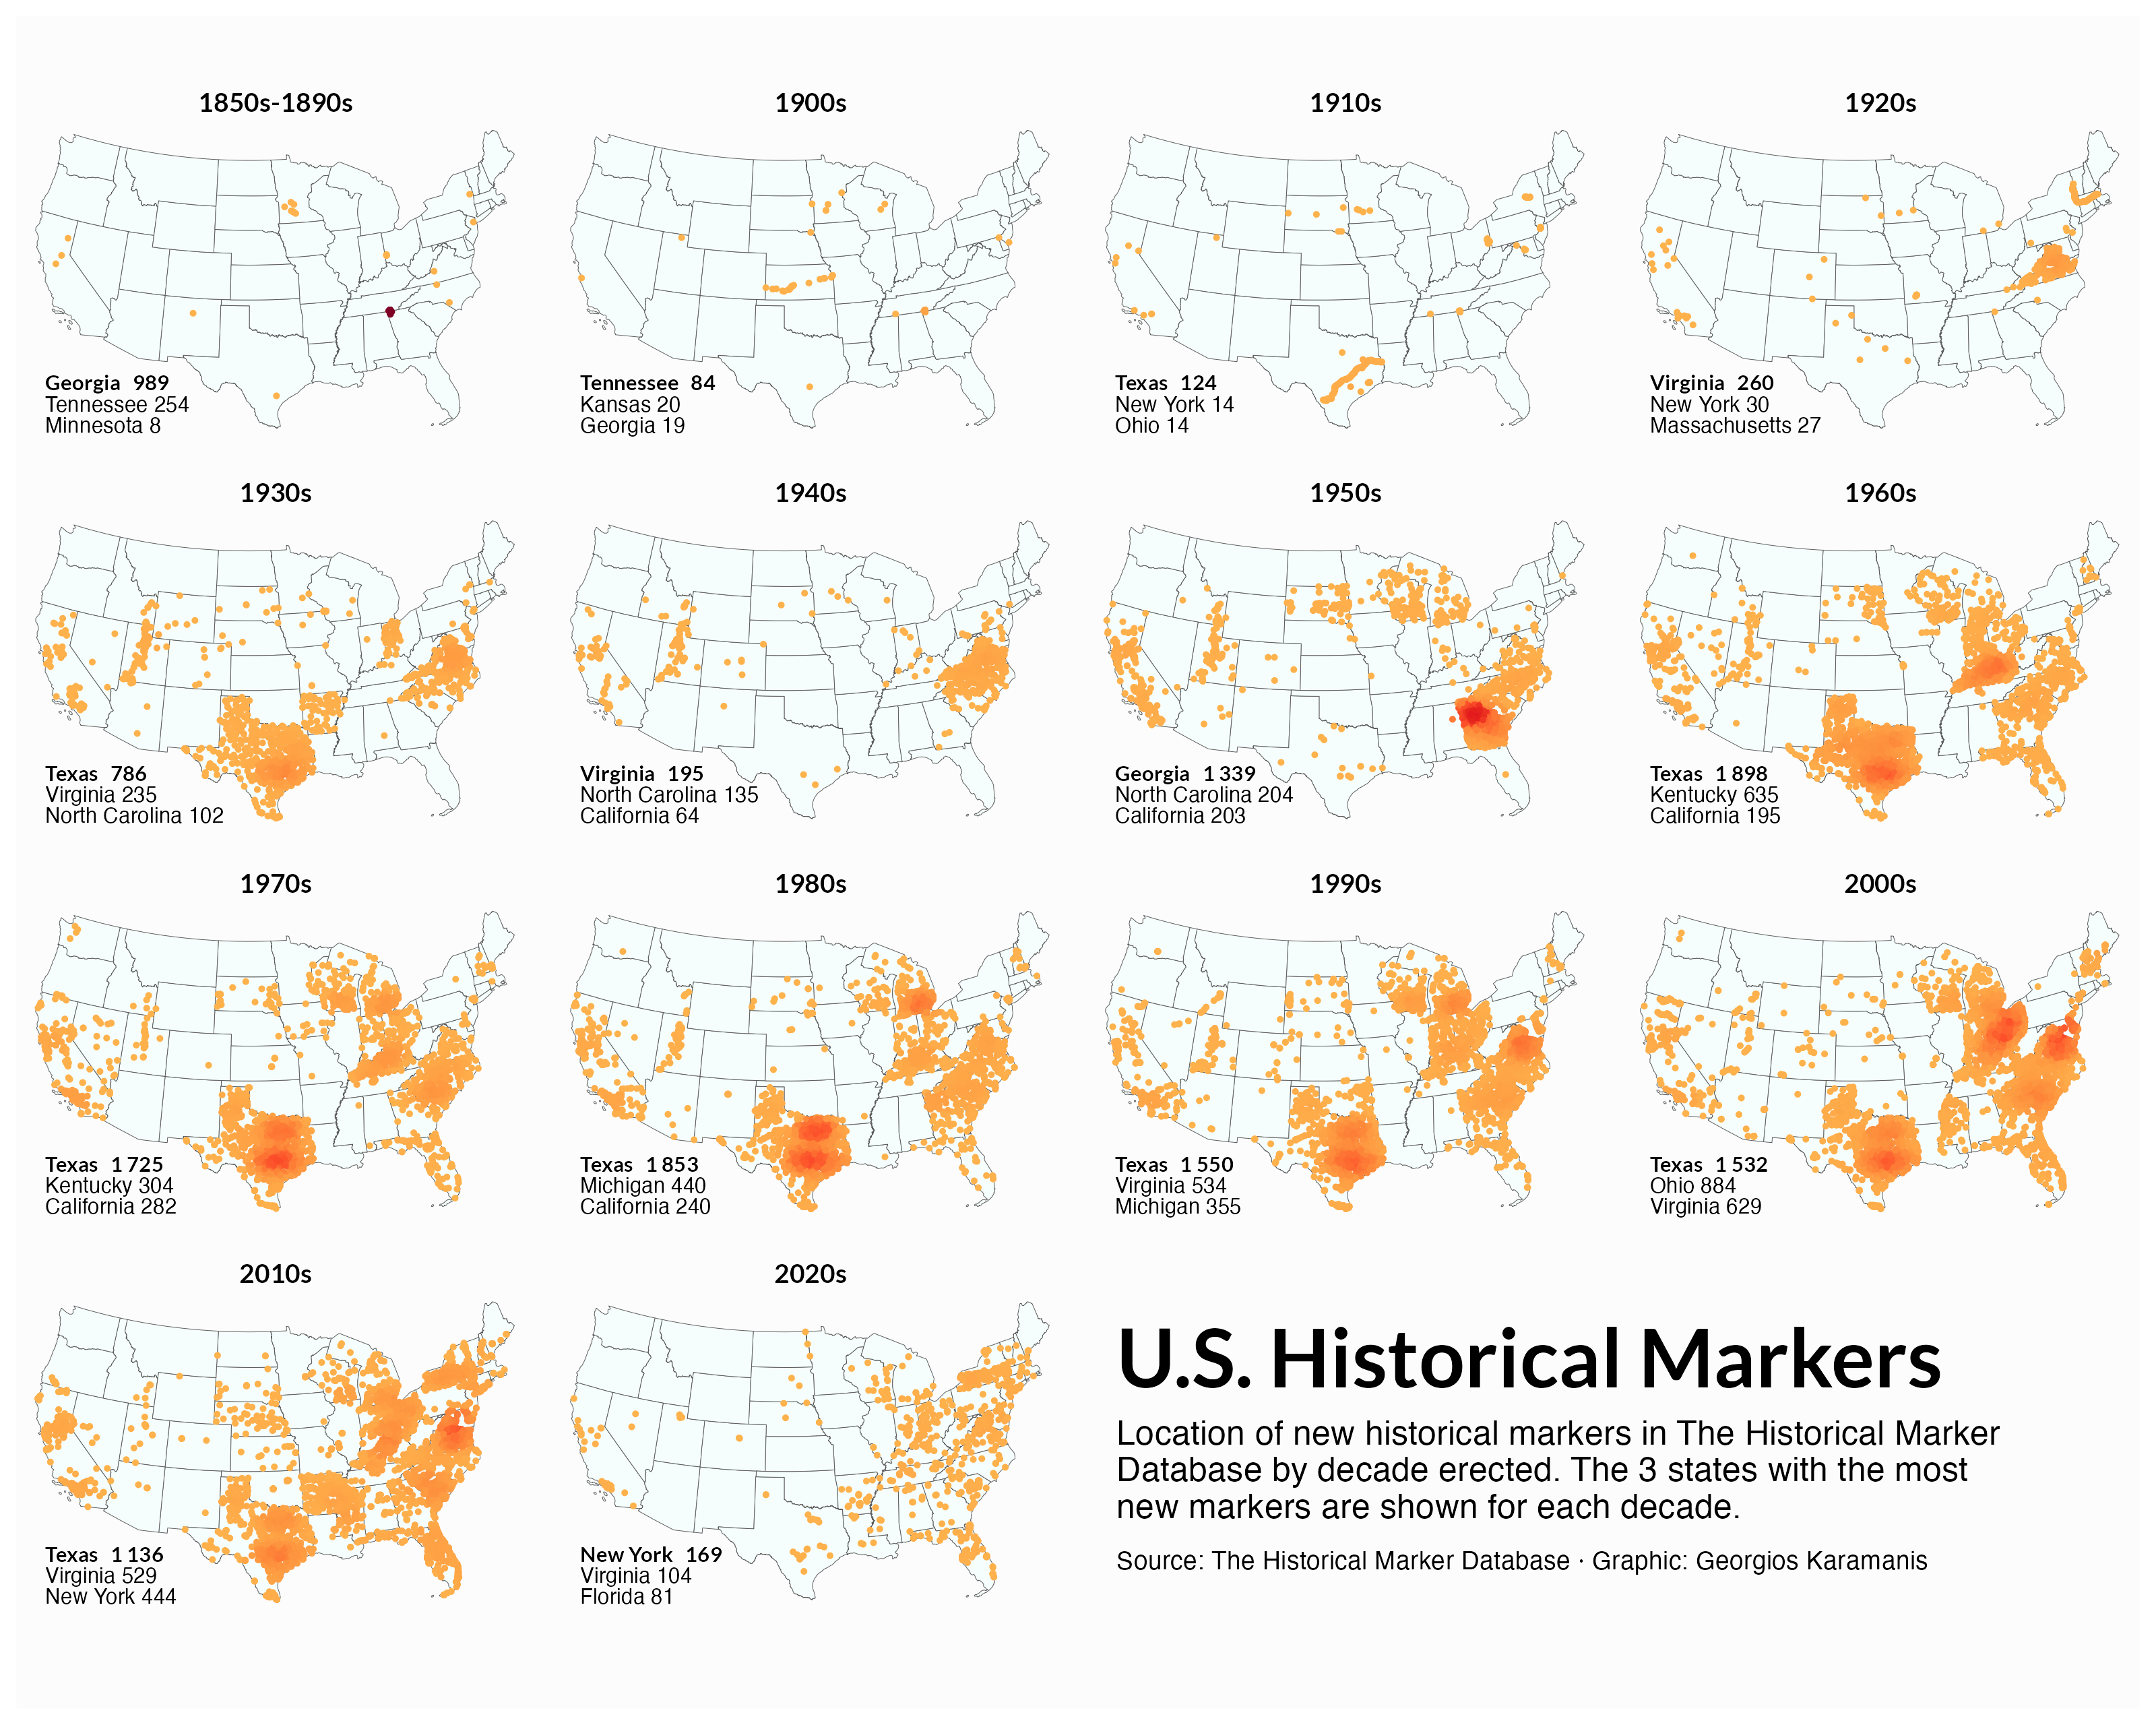 1850s-1890s
Georgia 989
Tennessee 254
Minnesota 8
1900s
Tennessee 84
Kansas 20
Georgia 19
1910s
Texas 124
New York 14
Ohio 14
1920s
Virginia 260
New York 30
Massachusetts 27
1930s
Texas 786
Virginia 235
North Carolina 102
1940s
Virginia 195
North Carolina 135
California 64
1950s
Georgia 1 339
North Carolina 204
California 203
1960s
Texas 1 898
Kentucky 635
California 195
1970s
Texas 1 725
Kentucky 304
California 282
1980s
Texas 1 853
Michigan 440
California 240
1990s
Texas 1 550
Virginia 534
Michigan 355
2000s
Texas 1 532
Ohio 884
Virginia 629
2010s
Texas 1 136
Virginia 529
New York 444
2020s
New York 169
Virginia 104
Florida 81
U.S. Historical Markers
Location of new historical markers in The Historical Marker
Database by decade erected. The 3 states with the most
new markers are shown for each decade.
Source: The Historical Marker Database · Graphic: Georgios Karamanis